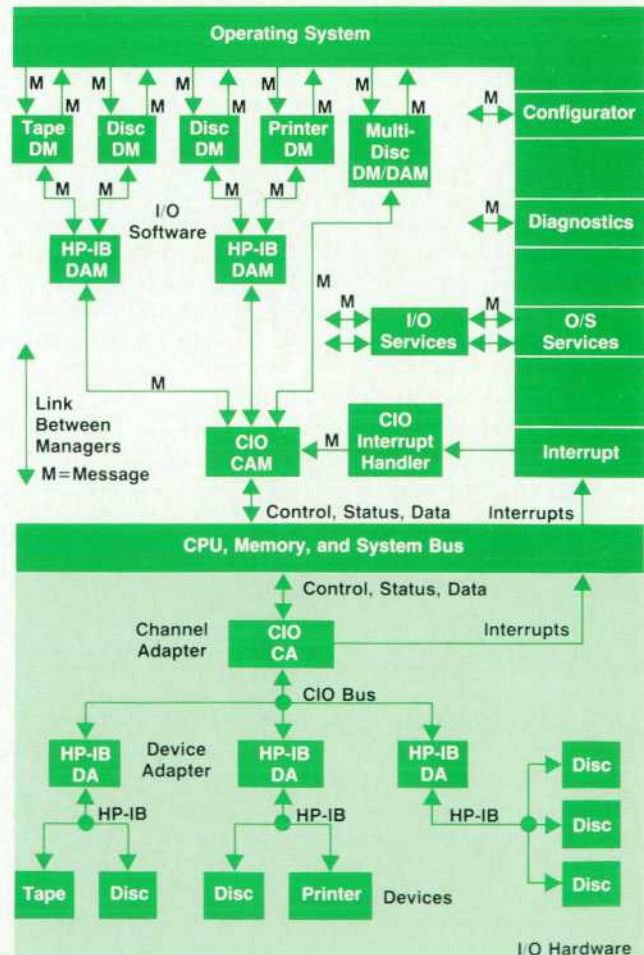 Operating System
M M M M M M M M M M
Tape DM
Disc DM
Disc DM
Printer DM
Multi-Disc DM/DAM
M
Configurator
M M M M
I/O Software
HP-IB DAM
HP-IB DAM
M
Diagnostics
M
M
I/O Services
M
O/S Services
Link Between Managers
M=Message
M
CIO CAM
M
CIO Interrupt Handler
Interrupt
Control, Status, Data
Interrupts
CPU, Memory, and System Bus
Control, Status, Data
Channel Adapter
CIO CA
Interrupts
CIO Bus
HP-IB DA
Device Adapter
HP-IB DA
HP-IB DA
Disc
HP-IB
HP-IB
HP-IB
Disc
Tape
Disc
Disc
Printer
Devices
Disc
I/O Hardware